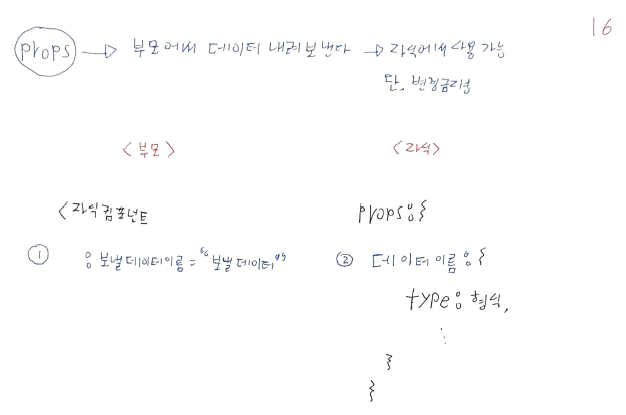 16
props → 부모에서 데이터 내려보낸다 → 자식에서 사용 가능
단, 변경금지성
<부모> <자식>
<자식컴포넌트 props:{
① :보낼데이터이름="보낼데이터" ② 데이터이름:{
type:형식,
⋮
}
}